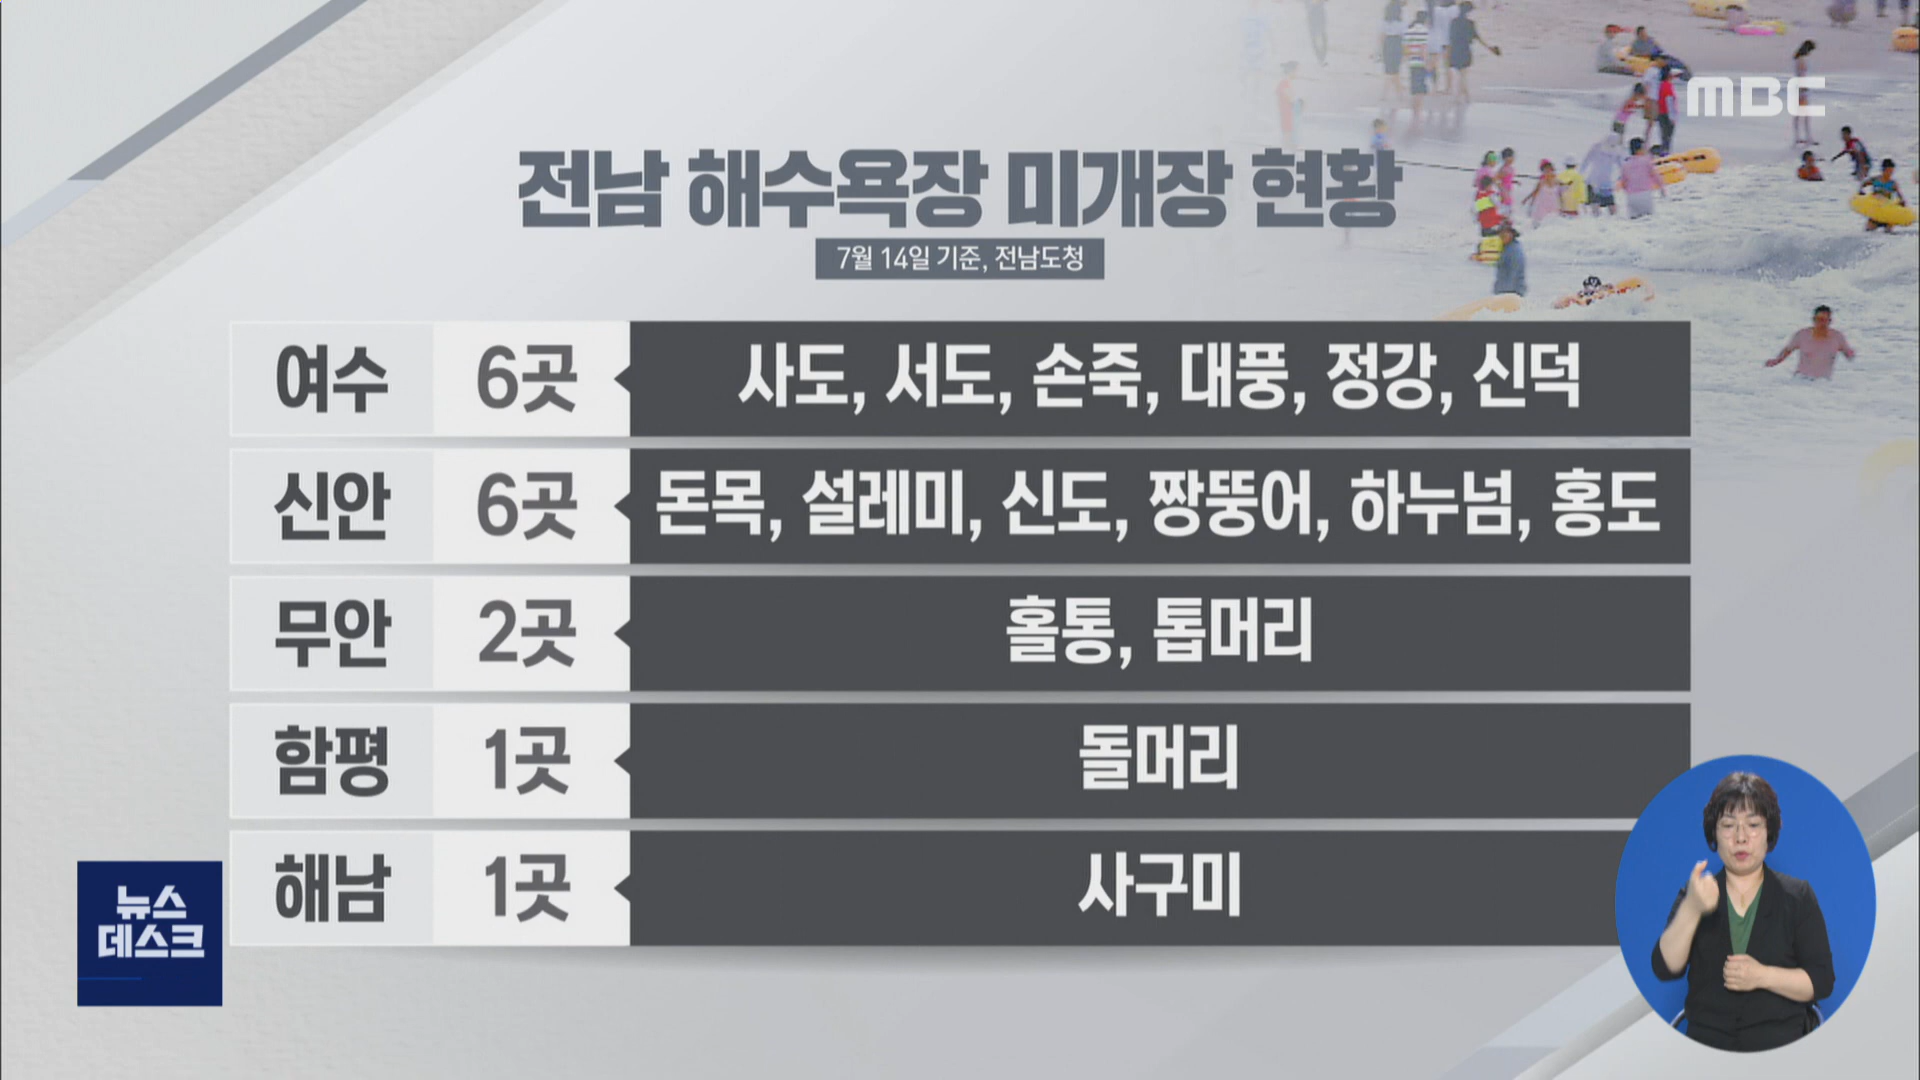 MBC
전남 해수욕장 미개장 현황
7월 14일 기준, 전남도청
여수 6곳 사도, 서도, 손죽, 대풍, 정강, 신덕
신안 6곳 돈목, 설레미, 신도, 짱뚱어, 하누넘, 홍도
무안 2곳 홀통, 톱머리
함평 1곳 돌머리
해남 1곳 사구미
뉴스
데스크